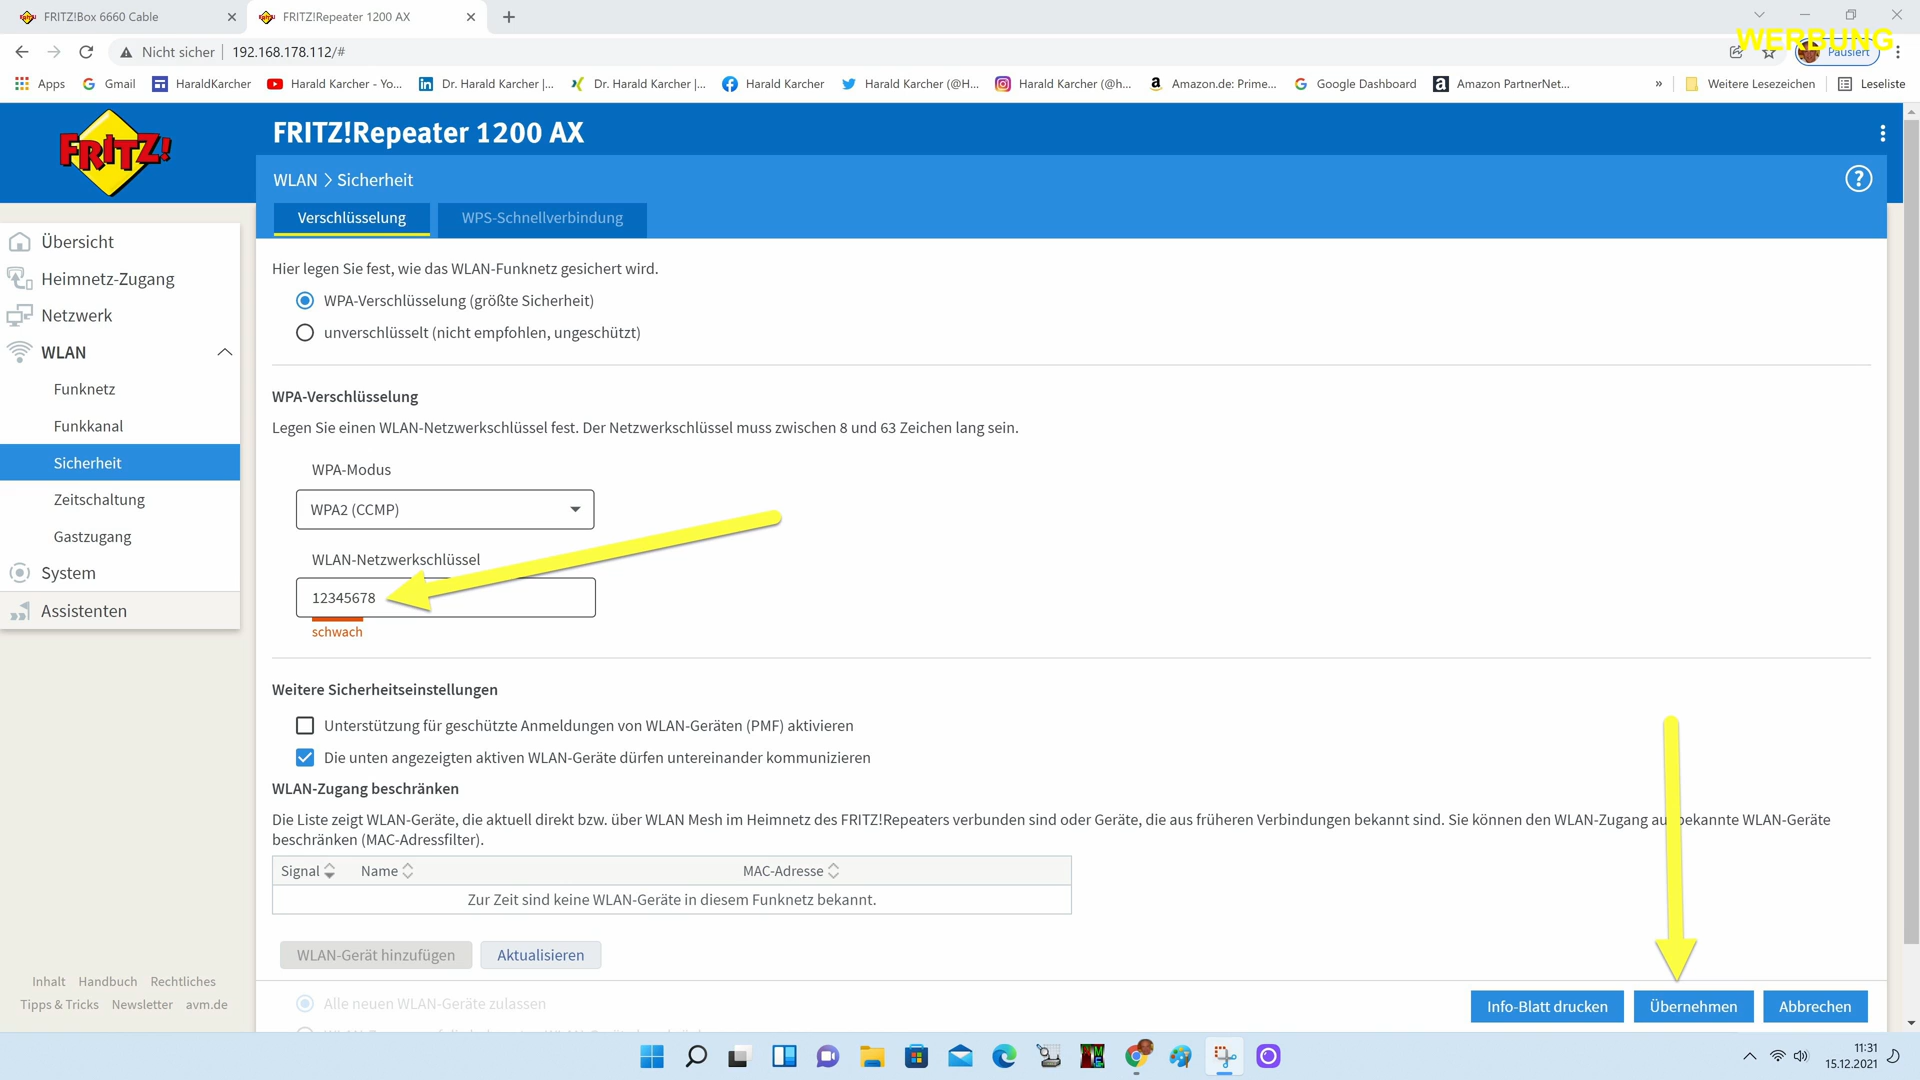 FRITZ!Box 6660 Cable
FRITZ!Repeater 1200 AX
WERBUNG
Nicht sicher
192.168.178.112/#
Pausiert
Apps
Gmail
HaraldKarcher
Harald Karcher - Yo...
Dr. Harald Karcher |...
Dr. Harald Karcher |...
Harald Karcher
Harald Karcher (@H...
Harald Karcher (@h...
Amazon.de: Prime...
Google Dashboard
Amazon PartnerNet...
»
Weitere Lesezeichen
Leseliste
FRITZ!
FRITZ!Repeater 1200 AX
WLAN > Sicherheit
Verschlüsselung
WPS-Schnellverbindung
Übersicht
Heimnetz-Zugang
Netzwerk
WLAN
Funknetz
Funkkanal
Sicherheit
Zeitschaltung
Gastzugang
System
Assistenten
Inhalt Handbuch Rechtliches
Tipps & Tricks Newsletter avm.de
Hier legen Sie fest, wie das WLAN-Funknetz gesichert wird.
WPA-Verschlüsselung (größte Sicherheit)
unverschlüsselt (nicht empfohlen, ungeschützt)
WPA-Verschlüsselung
Legen Sie einen WLAN-Netzwerkschlüssel fest. Der Netzwerkschlüssel muss zwischen 8 und 63 Zeichen lang sein.
WPA-Modus
WPA2 (CCMP)
WLAN-Netzwerkschlüssel
12345678
schwach
Weitere Sicherheitseinstellungen
Unterstützung für geschützte Anmeldungen von WLAN-Geräten (PMF) aktivieren
Die unten angezeigten aktiven WLAN-Geräte dürfen untereinander kommunizieren
WLAN-Zugang beschränken
Die Liste zeigt WLAN-Geräte, die aktuell direkt bzw. über WLAN Mesh im Heimnetz des FRITZ!Repeaters verbunden sind oder Geräte, die aus früheren Verbindungen bekannt sind. Sie können den WLAN-Zugang auf bekannte WLAN-Geräte
beschränken (MAC-Adressfilter).
Signal Name MAC-Adresse
Zur Zeit sind keine WLAN-Geräte in diesem Funknetz bekannt.
WLAN-Gerät hinzufügen
Aktualisieren
Alle neuen WLAN-Geräte zulassen
Info-Blatt drucken
Übernehmen
Abbrechen
11:31
15.12.2021